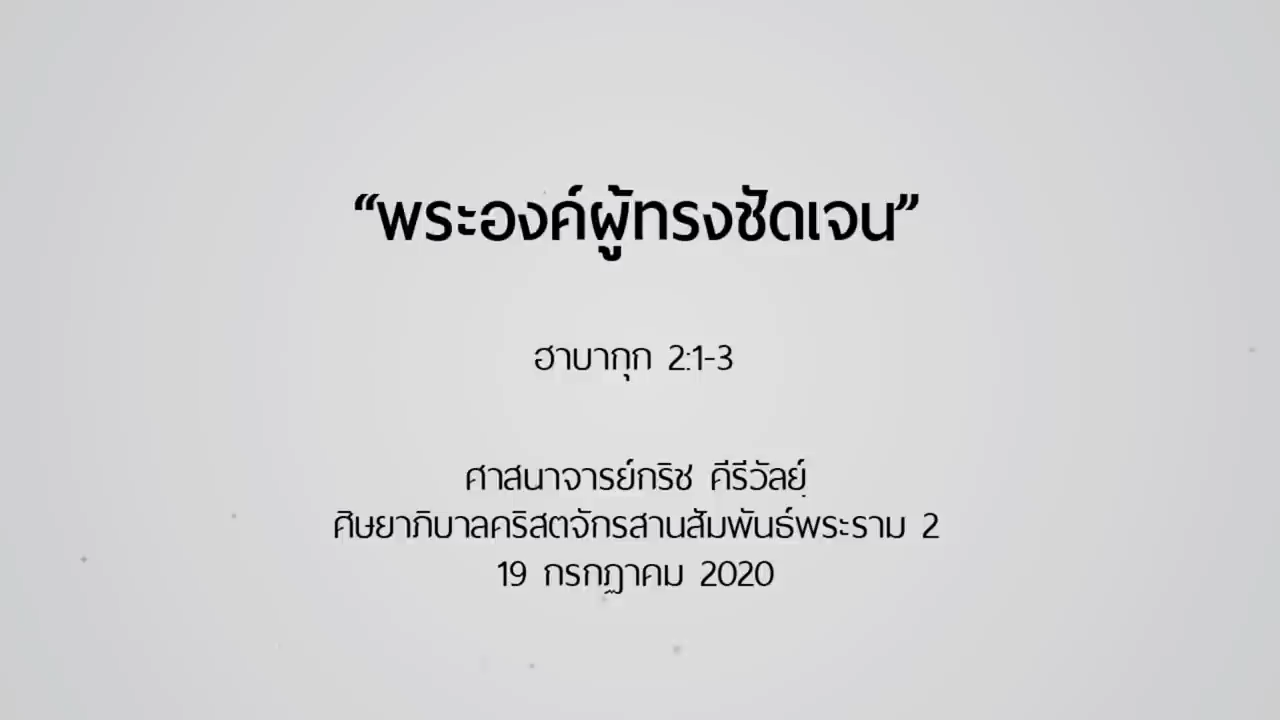 “พระองค์ผู้ทรงชัดเจน”
ฮาบากุก 2:1-3
ศาสนาจารย์กริช คีรีวัลย์
ศิษยาภิบาลคริสตจักรสานสัมพันธ์พระราม 2
19 กรกฎาคม 2020